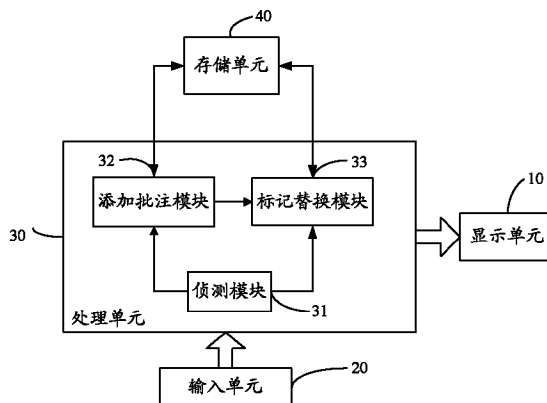 40
存储单元
32
33
添加批注模块
标记替换模块
10
显示单元
30
侦测模块
31
处理单元
20
输入单元